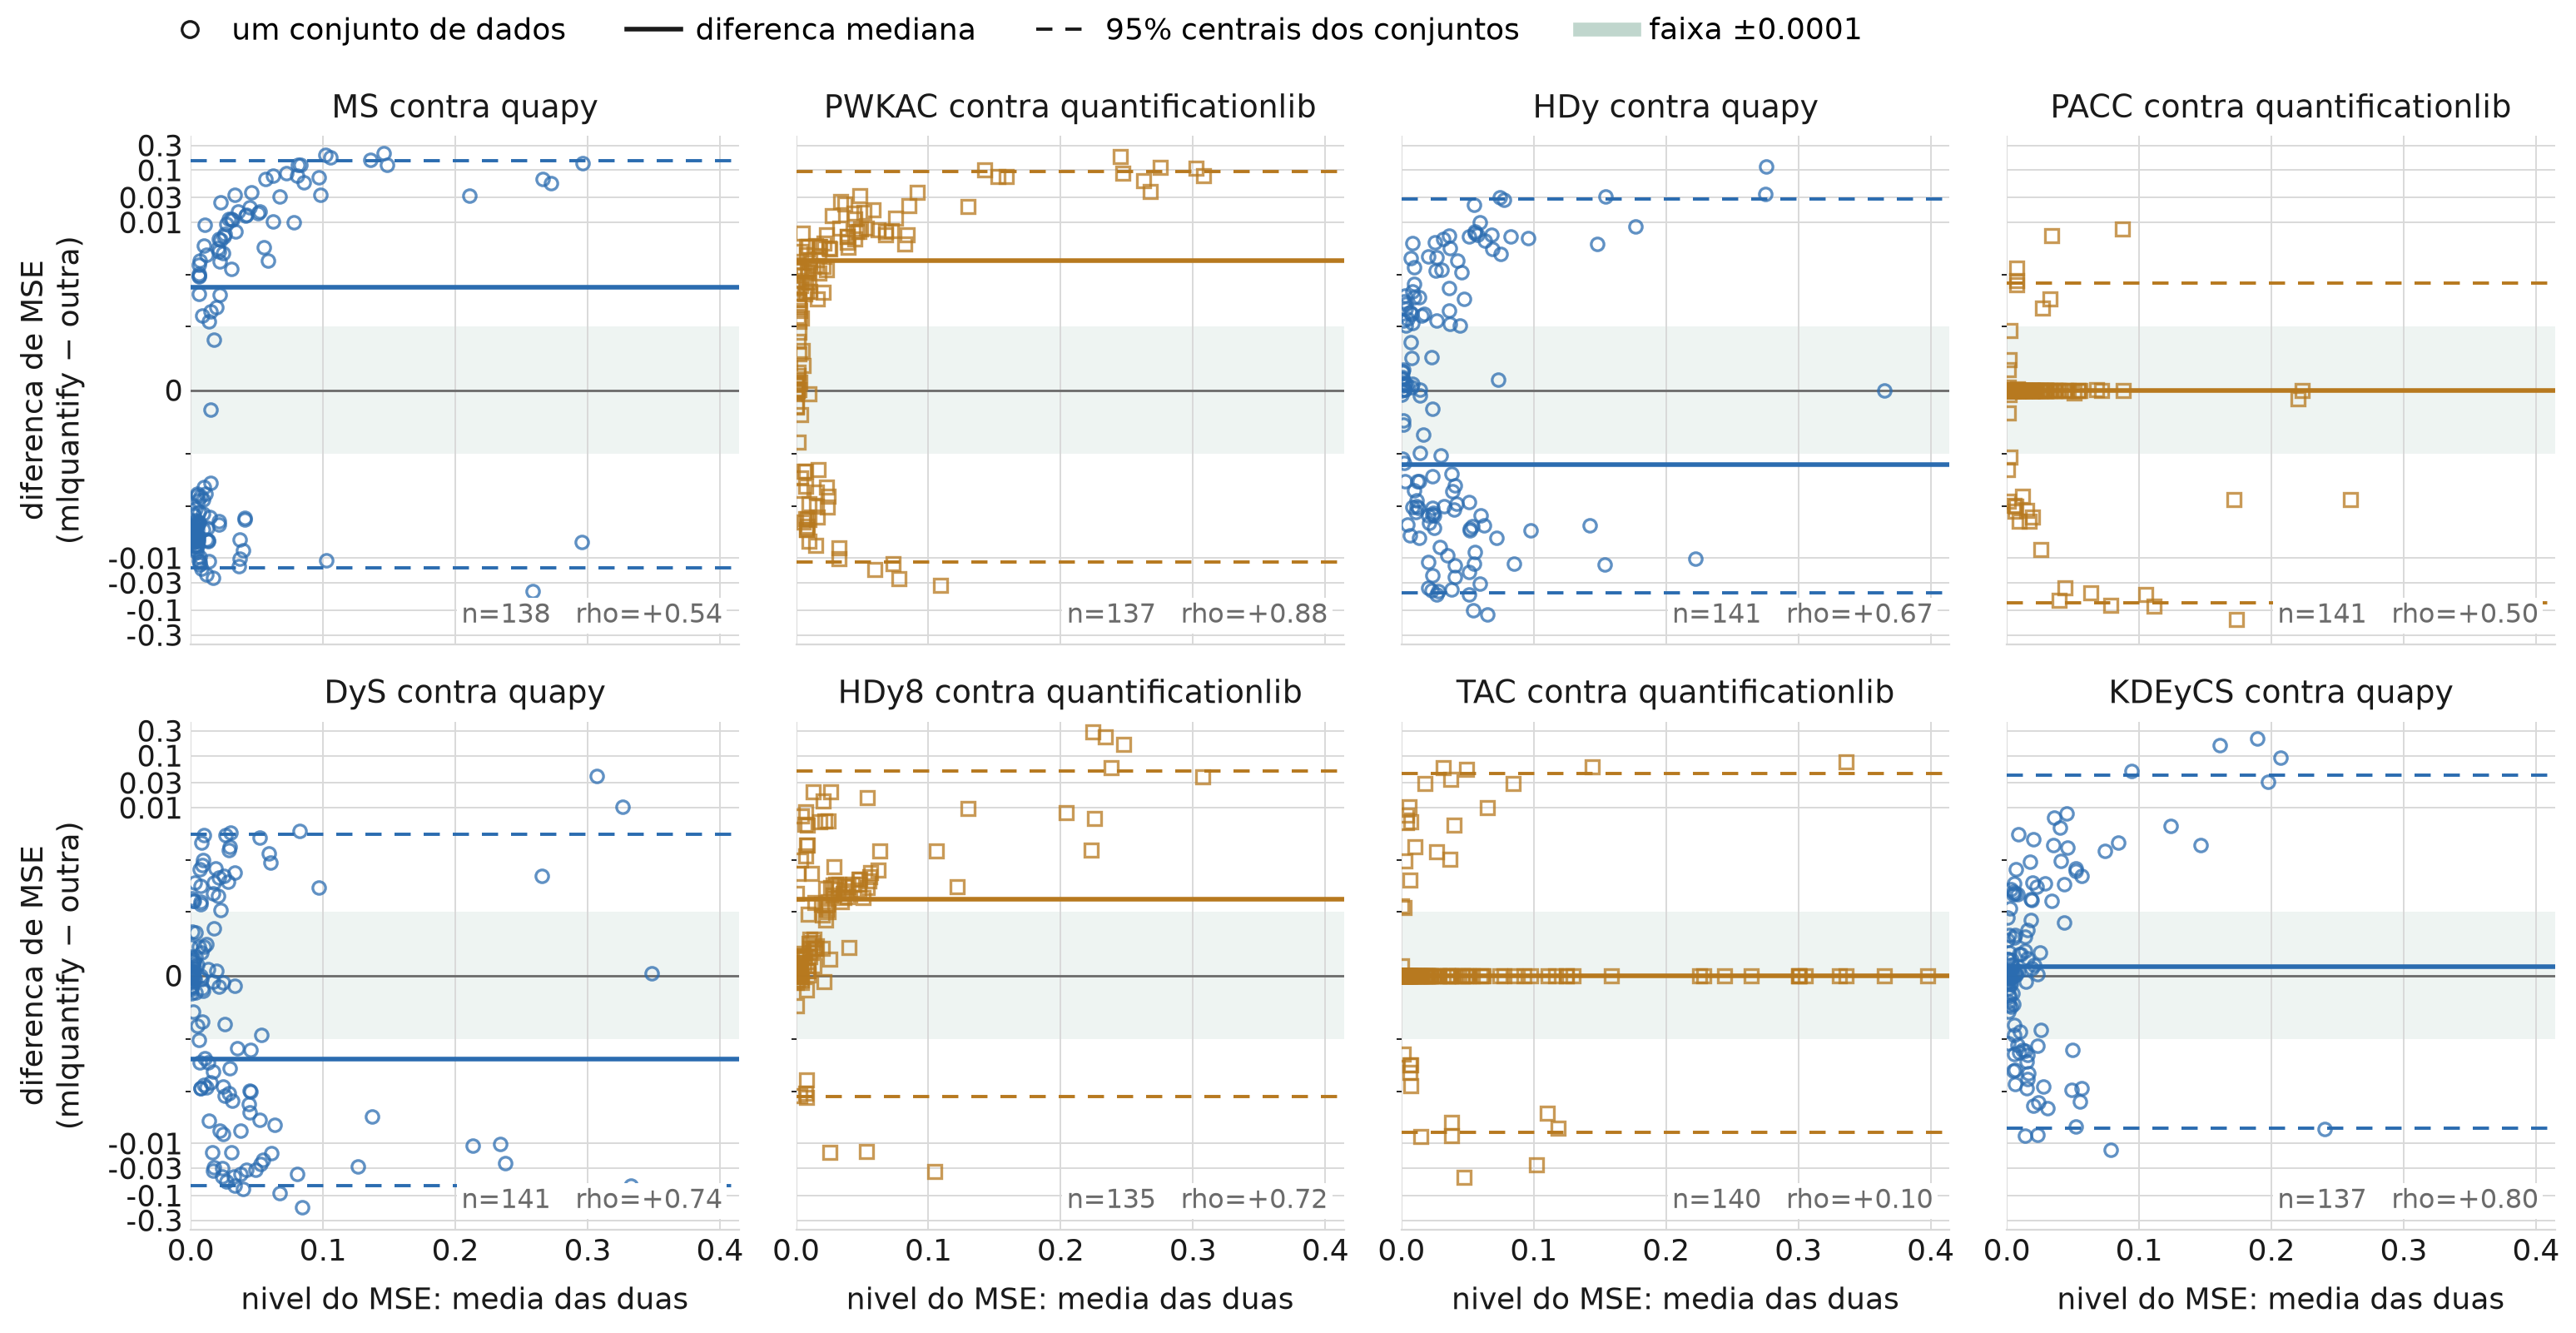 um conjunto de dados diferenca mediana 95% centrais dos conjuntos faixa ±0.0001
MS contra quapy PWKAC contra quantificationlib HDy contra quapy PACC contra quantificationlib
diferenca de MSE
(mlquantify − outra)
0.3
0.1
0.03
0.01
0
-0.01
-0.03
-0.1
-0.3
n=138 rho=+0.54
n=137 rho=+0.88
n=141 rho=+0.67
n=141 rho=+0.50
DyS contra quapy HDy8 contra quantificationlib TAC contra quantificationlib KDEyCS contra quapy
diferenca de MSE
(mlquantify − outra)
0.3
0.1
0.03
0.01
0
-0.01
-0.03
-0.1
-0.3
n=141 rho=+0.74
n=135 rho=+0.72
n=140 rho=+0.10
n=137 rho=+0.80
0.0 0.1 0.2 0.3 0.4 0.0 0.1 0.2 0.3 0.4 0.0 0.1 0.2 0.3 0.4 0.0 0.1 0.2 0.3 0.4
nivel do MSE: media das duas nivel do MSE: media das duas nivel do MSE: media das duas nivel do MSE: media das duas